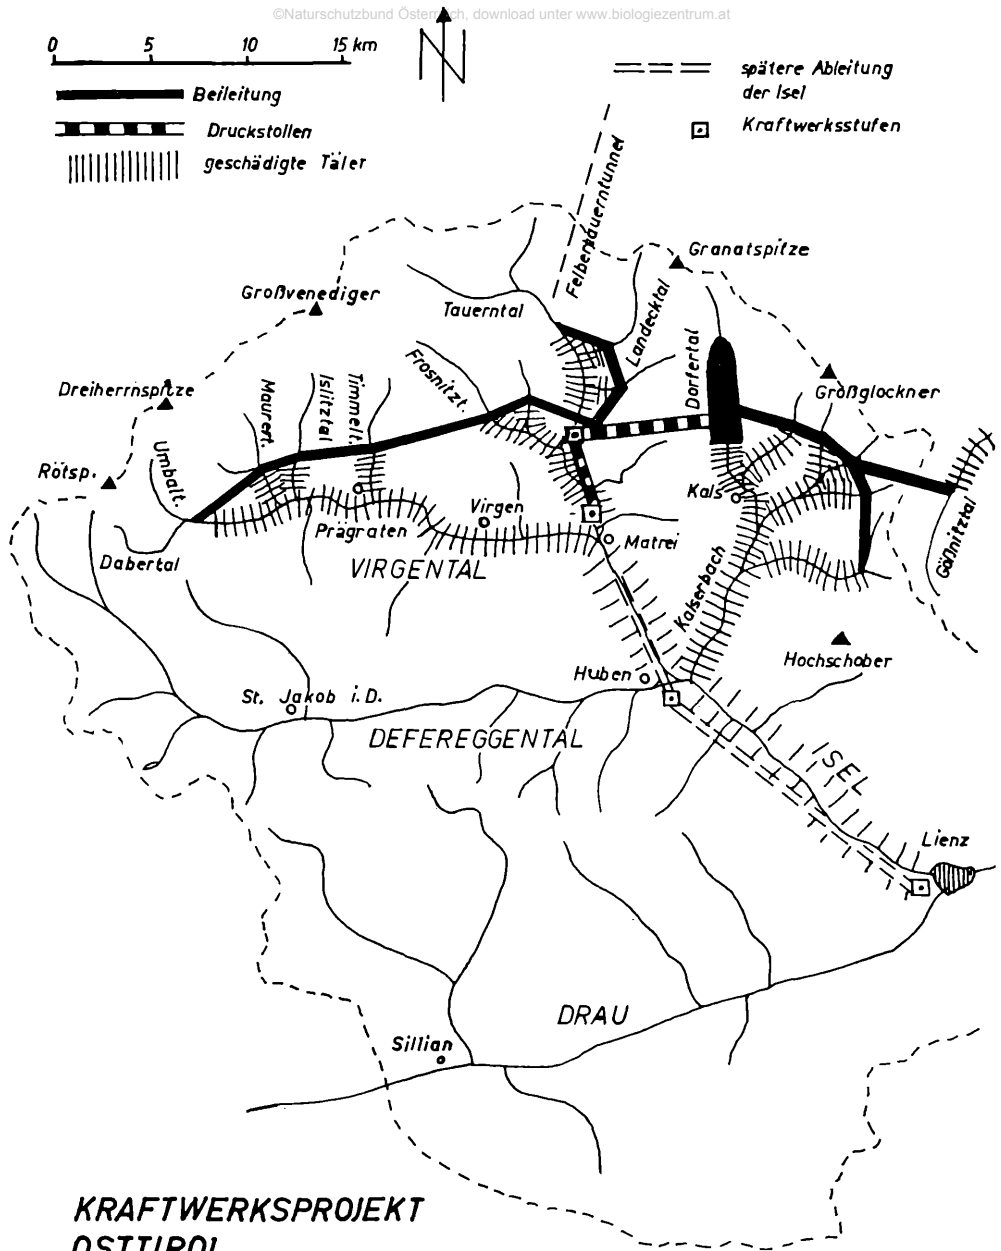 ©Naturschutzbund Österreich, download unter www.biologiezentrum.at
0 5 10 15 km
N
Beileitung
Druckstollen
geschädigte Täler
spätere Ableitung
der Isel
Kraftwerksstufen
Felbertauerntunnel
Granatspitze
Großvenediger
Tauerntal
Landecktal
Dorfertal
Großglockner
Dreiherrnspitze
Maurert.
Islitztal
Timmelt.
Frosnitzt.
Rötsp.
Umbalt.
Kals
Virgen
Prägraten
Matrei
Gößnitztal
Dabertal
VIRGENTAL
Kalserbach
Hochschober
Huben
St. Jakob i. D.
DEFEREGGENTAL
ISEL
Lienz
DRAU
Sillian
KRAFTWERKSPROJEKT
OSTTIROL